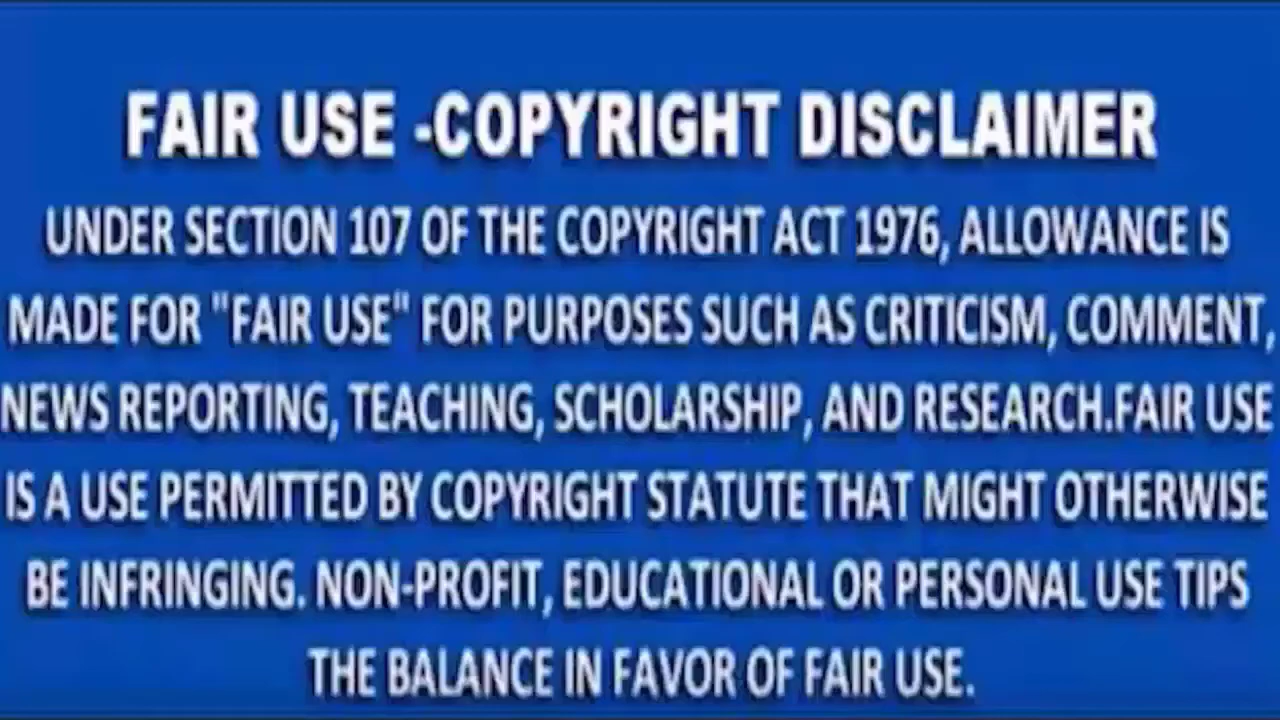 FAIR USE -COPYRIGHT DISCLAIMER
UNDER SECTION 107 OF THE COPYRIGHT ACT 1976, ALLOWANCE IS
MADE FOR "FAIR USE" FOR PURPOSES SUCH AS CRITICISM, COMMENT,
NEWS REPORTING, TEACHING, SCHOLARSHIP, AND RESEARCH.FAIR USE
IS A USE PERMITTED BY COPYRIGHT STATUTE THAT MIGHT OTHERWISE
BE INFRINGING. NON-PROFIT, EDUCATIONAL OR PERSONAL USE TIPS
THE BALANCE IN FAVOR OF FAIR USE.